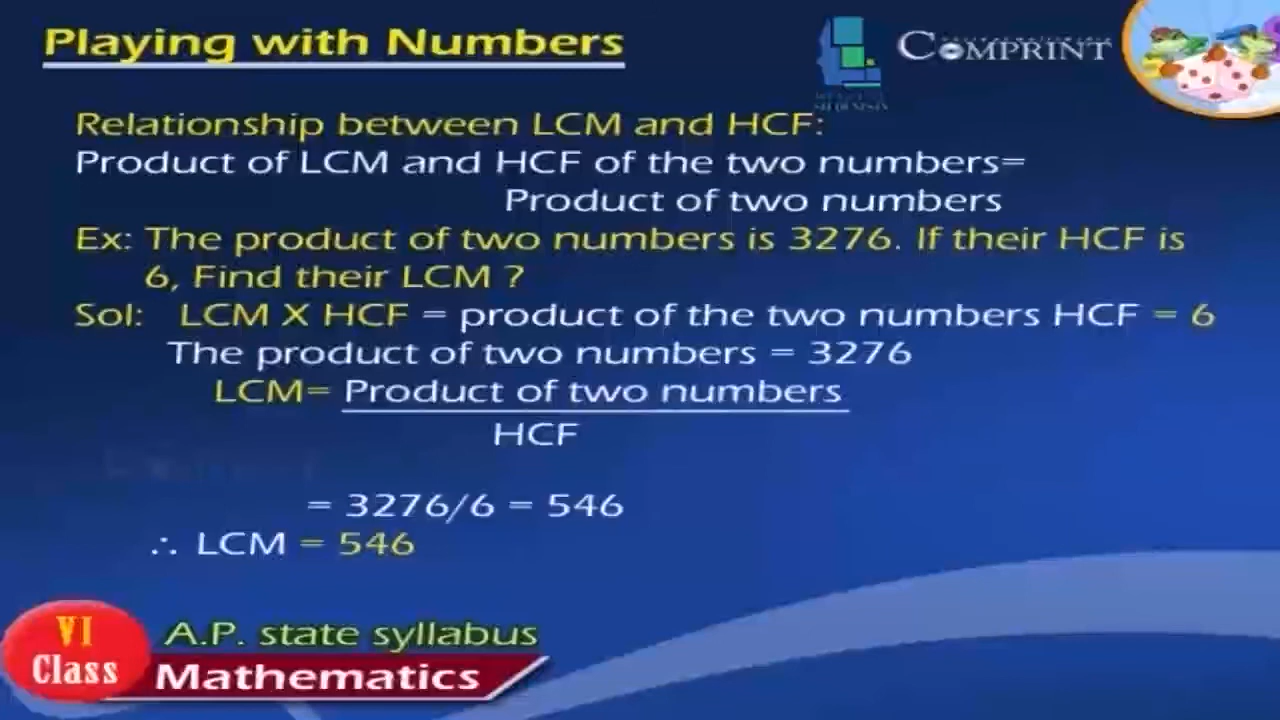 Playing with Numbers
COMPRINT
Relationship between LCM and HCF:
Product of LCM and HCF of the two numbers=
Product of two numbers
Ex: The product of two numbers is 3276. If their HCF is
6, Find their LCM ?
Sol: LCM X HCF = product of the two numbers HCF = 6
The product of two numbers = 3276
LCM= Product of two numbers
HCF
= 3276/6 = 546
∴ LCM = 546
VI
Class
A.P. state syllabus
Mathematics